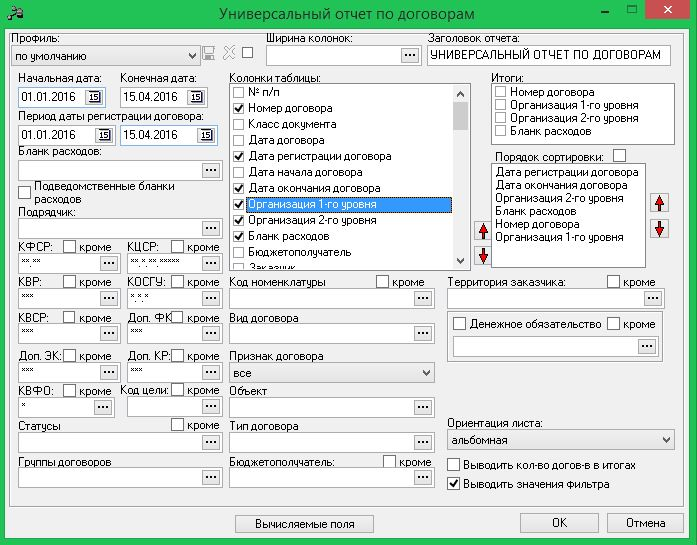 Универсальный отчет по договорам
Профиль:
по умолчанию
Ширина колонок:
Заголовок отчета:
УНИВЕРСАЛЬНЫЙ ОТЧЕТ ПО ДОГОВОРАМ
Начальная дата:
Конечная дата:
01.01.2016
15
15.04.2016
15
Период даты регистрации договора:
01.01.2016
15
15.04.2016
15
Бланк расходов:
Подведомственные бланки
расходов
Подрядчик:
КФСР:
кроме
КЦСР:
кроме
**.**
**.**.*****
КВР:
кроме
КОСГУ:
кроме
***
*.*.*
КВСР:
кроме
Доп. ФК
кроме
***
***
Доп. ЭК:
кроме
Доп. КР:
кроме
***
***
КВФО:
кроме
Код цели:
кроме
*
Статусы
кроме
Группы договоров
Колонки таблицы:
№ п/п
Номер договора
Класс документа
Дата договора
Дата регистрации договора
Дата начала договора
Дата окончания договора
Организация 1-го уровня
Организация 2-го уровня
Бланк расходов
Бюджетополучатель
Заказчик
Код номенклатуры
кроме
Вид договора
Признак договора
все
Объект
Тип договора
Бюджетополучатель:
кроме
Итоги:
Номер договора
Организация 1-го уровня
Организация 2-го уровня
Бланк расходов
Порядок сортировки:
Дата регистрации договора
Дата окончания договора
Организация 2-го уровня
Бланк расходов
Номер договора
Организация 1-го уровня
Территория заказчика:
кроме
Денежное обязательство
кроме
Ориентация листа:
альбомная
Выводить кол-во догов-в в итогах
Выводить значения фильтра
Вычисляемые поля
OK
Отмена